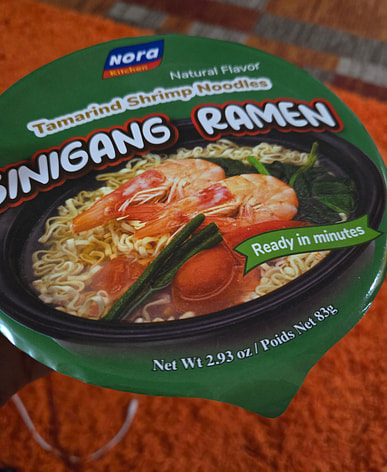 Nora
Kitchen
Natural Flavor
Tamarind Shrimp Noodles
SINIGANG RAMEN
Ready in minutes
Net Wt 2.93 oz / Poids Net 83g